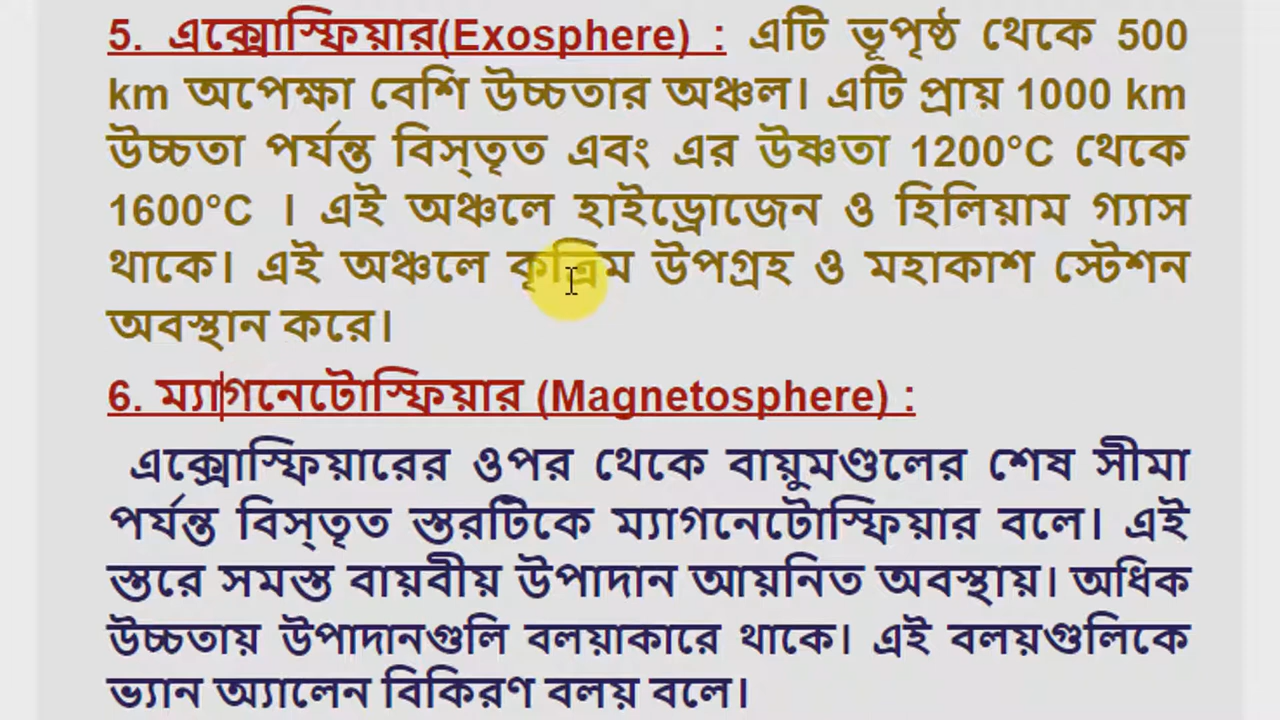 5. এক্সোস্ফিয়ার(Exosphere) : এটি ভূপৃষ্ঠ থেকে 500
km অপেক্ষা বেশি উচ্চতার অঞ্চল। এটি প্রায় 1000 km
উচ্চতা পর্যন্ত বিস্তৃত এবং এর উষ্ণতা 1200°C থেকে
1600°C । এই অঞ্চলে হাইড্রোজেন ও হিলিয়াম গ্যাস
থাকে। এই অঞ্চলে কৃত্রিম উপগ্রহ ও মহাকাশ স্টেশন
অবস্থান করে।
6. ম্যাগনেটোস্ফিয়ার (Magnetosphere) :
এক্সোস্ফিয়ারের ওপর থেকে বায়ুমণ্ডলের শেষ সীমা
পর্যন্ত বিস্তৃত স্তরটিকে ম্যাগনেটোস্ফিয়ার বলে। এই
স্তরে সমস্ত বায়বীয় উপাদান আয়নিত অবস্থায়। অধিক
উচ্চতায় উপাদানগুলি বলয়াকারে থাকে। এই বলয়গুলিকে
ভ্যান অ্যালেন বিকিরণ বলয় বলে।